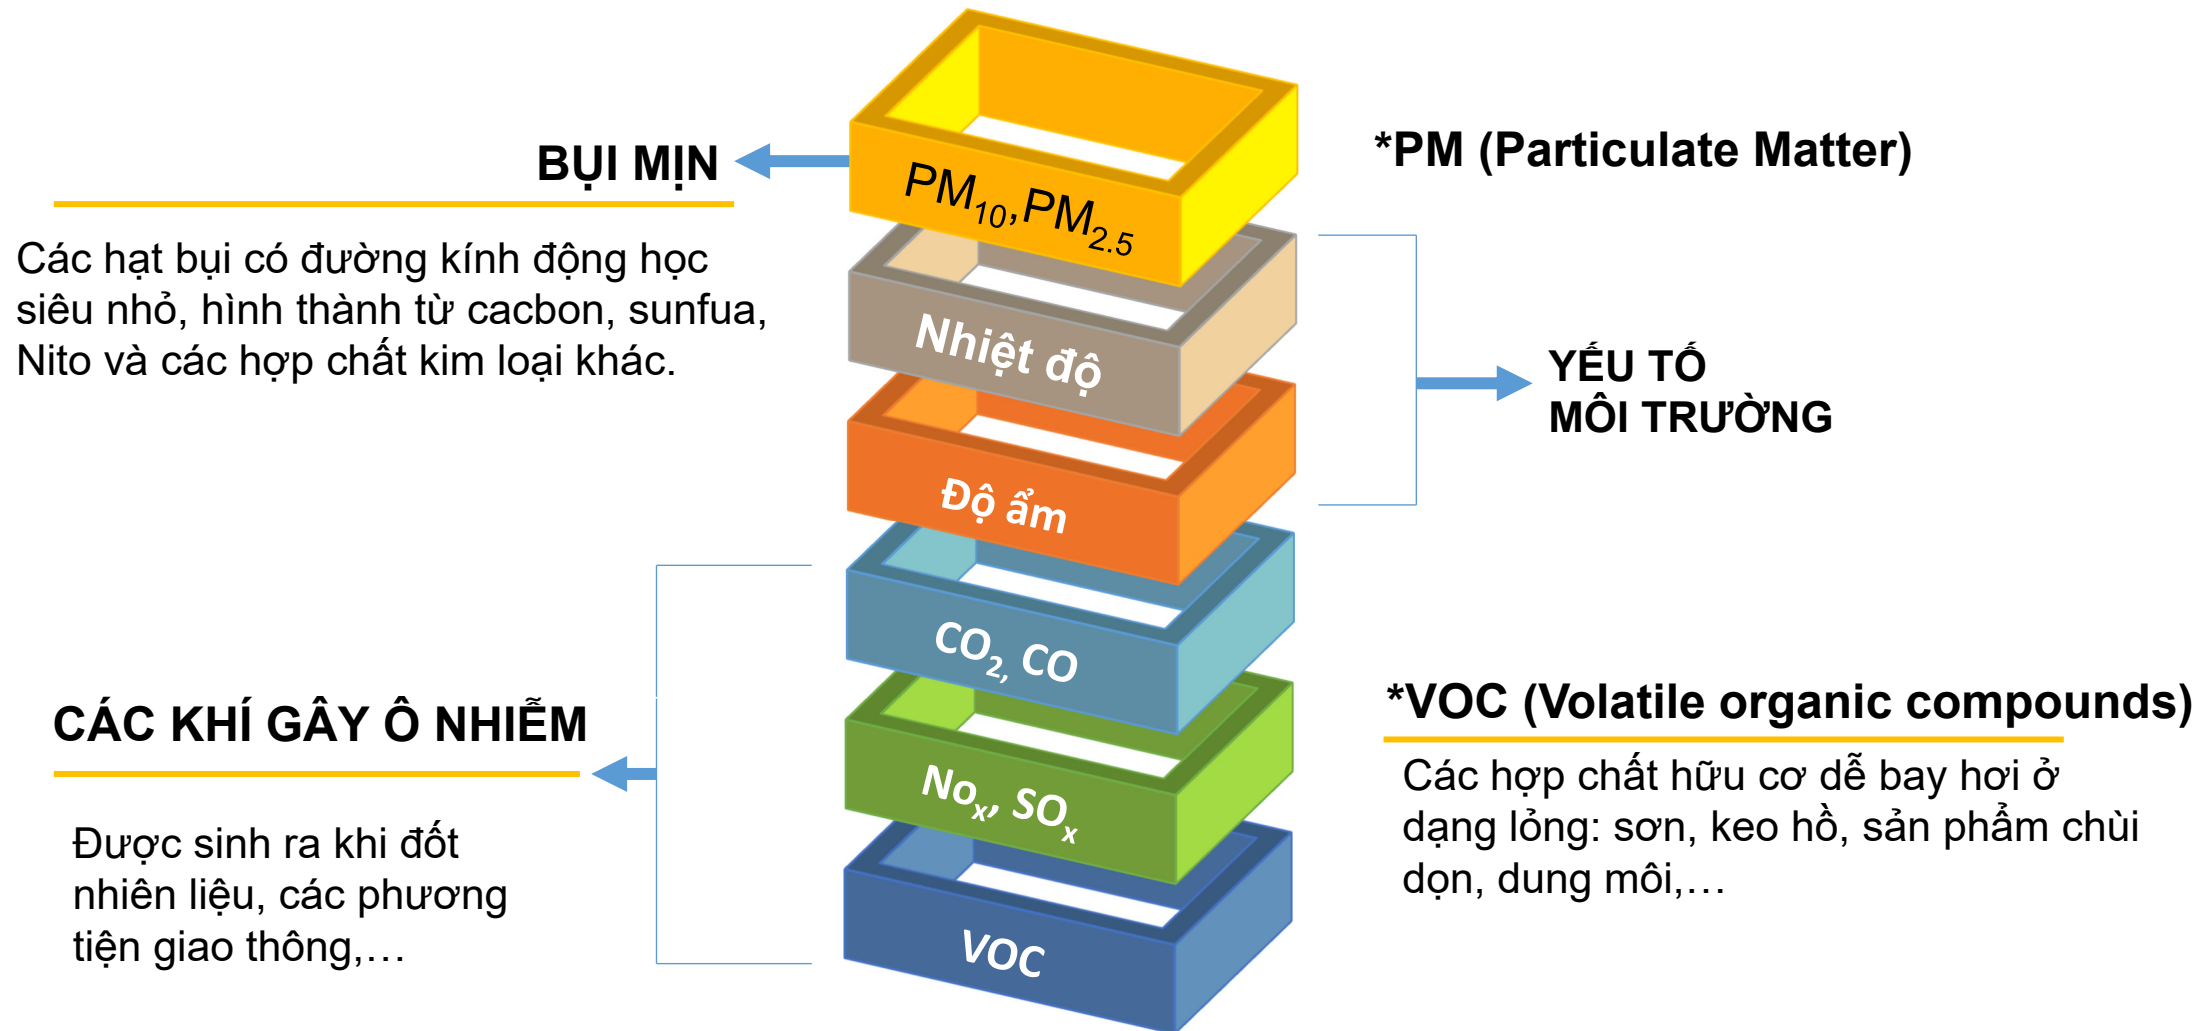 BỤI MỊN
Các hạt bụi có đường kính động học
siêu nhỏ, hình thành từ cacbon, sunfua,
Nito và các hợp chất kim loại khác.
PM₁₀,PM₂.₅
*PM (Particulate Matter)
Nhiệt độ
Độ ẩm
YẾU TỐ
MÔI TRƯỜNG
CO₂, CO
Noₓ, SOₓ
VOC
CÁC KHÍ GÂY Ô NHIỄM
Được sinh ra khi đốt
nhiên liệu, các phương
tiện giao thông,…
*VOC (Volatile organic compounds)
Các hợp chất hữu cơ dễ bay hơi ở
dạng lỏng: sơn, keo hồ, sản phẩm chùi
dọn, dung môi,…